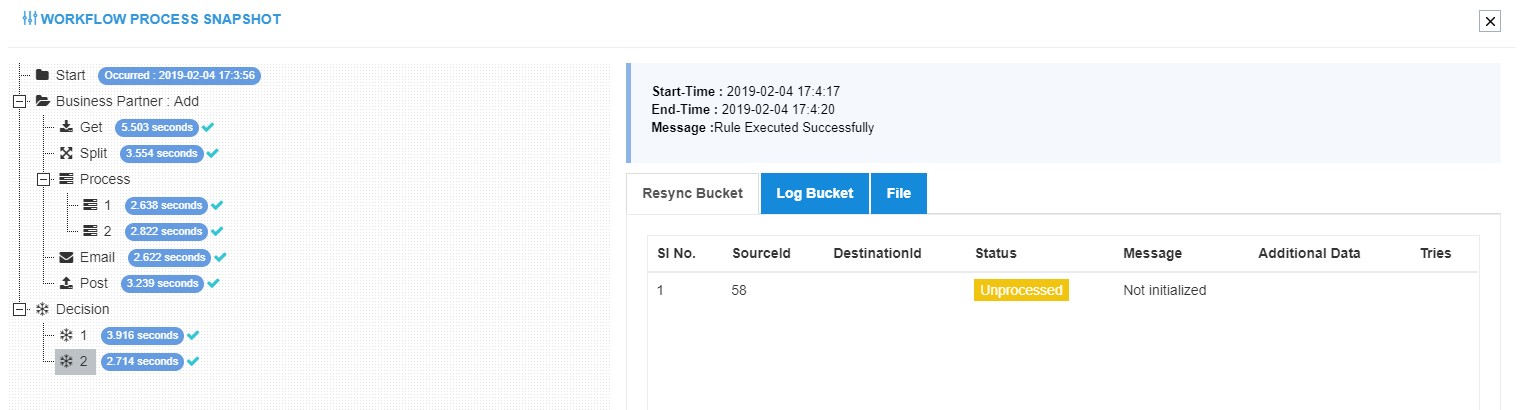 WORKFLOW PROCESS SNAPSHOT
Start Occurred : 2019-02-04 17:3:56
Business Partner : Add
Get 5.503 seconds
Split 3.554 seconds
Process
1 2.638 seconds
2 2.822 seconds
Email 2.622 seconds
Post 3.239 seconds
Decision
1 3.916 seconds
2 2.714 seconds
Start-Time : 2019-02-04 17:4:17
End-Time : 2019-02-04 17:4:20
Message :Rule Executed Successfully
Resync Bucket Log Bucket File
Sl No. SourceId DestinationId Status Message Additional Data Tries
1 58 Unprocessed Not initialized